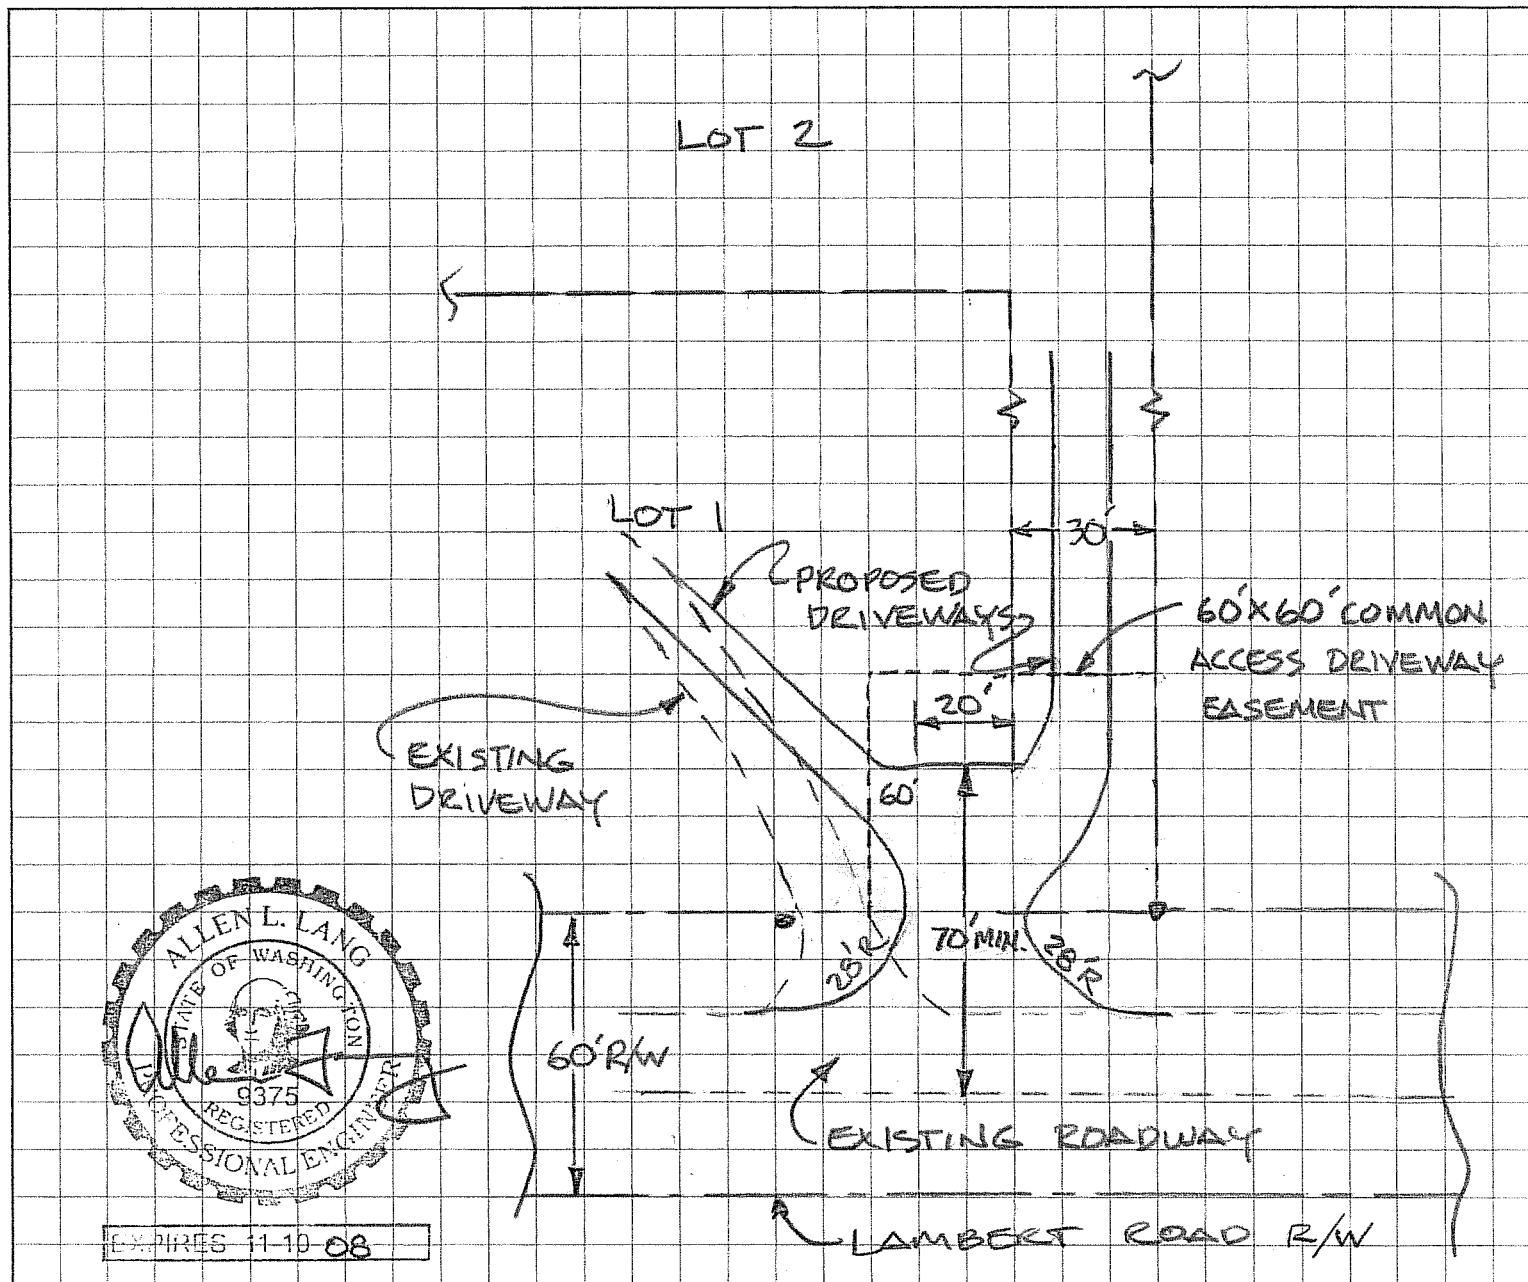 LOT 2
LOT 1
30'
PROPOSED
DRIVEWAYS
60'X60' COMMON
ACCESS DRIVEWAY
EASEMENT
20'
EXISTING
DRIVEWAY
60'
70' MIN.
28'R
28'R
60' R/W
EXISTING ROADWAY
LAMBERT ROAD R/W
ALLEN L. LANG
STATE OF WASHINGTON
9375
REGISTERED
PROFESSIONAL ENGINEER
EXPIRES 11-10-08